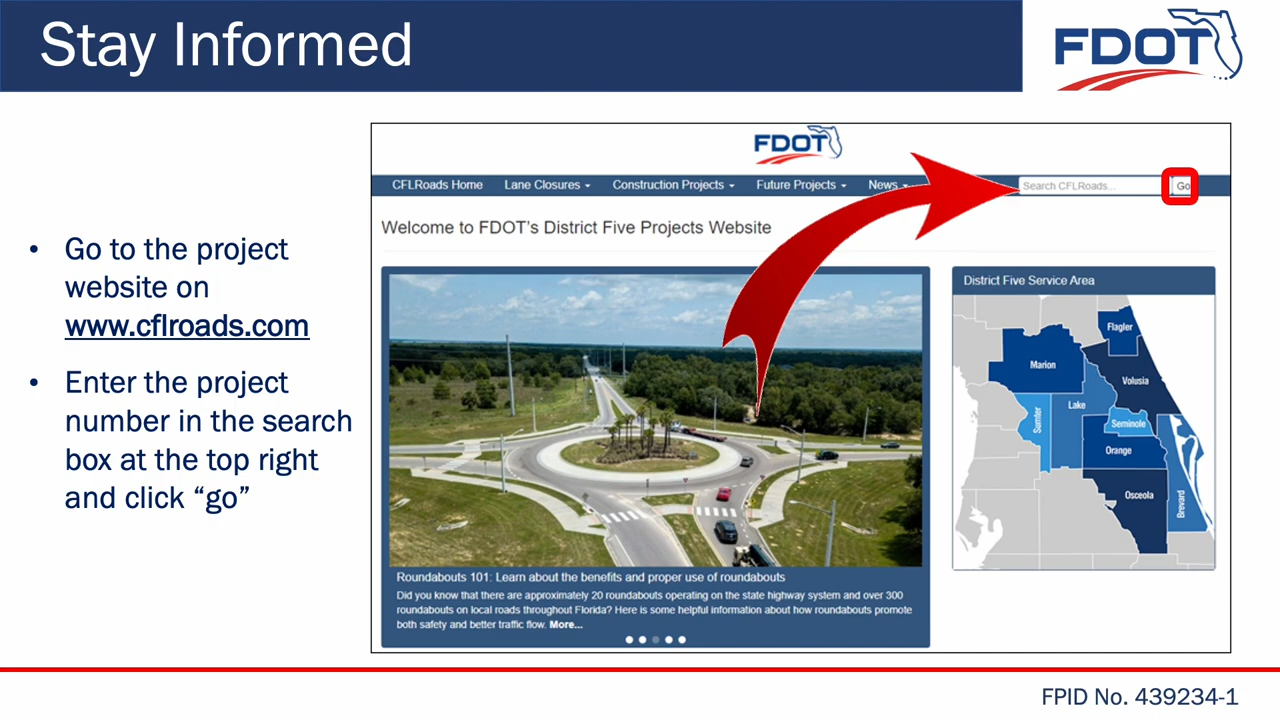 Stay Informed
FDOT
FDOT
CFLRoads Home Lane Closures Construction Projects Future Projects News Search CFLRoads... Go
Welcome to FDOT's District Five Projects Website
• Go to the project
website on
www.cflroads.com
• Enter the project
number in the search
box at the top right
and click “go”
District Five Service Area
Flagler
Marion
Volusia
Lake
Sumter
Seminole
Orange
Osceola
Brevard
Roundabouts 101: Learn about the benefits and proper use of roundabouts
Did you know that there are approximately 20 roundabouts operating on the state highway system and over 300
roundabouts on local roads throughout Florida? Here is some helpful information about how roundabouts promote
both safety and better traffic flow. More...
FPID No. 439234-1